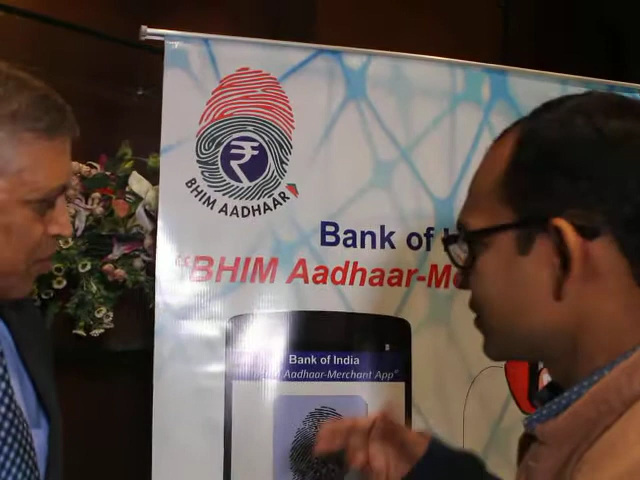 BHIM AADHAAR
Bank of
"BHIM Aadhaar-Me
Bank of India
Aadhaar-Merchant App"